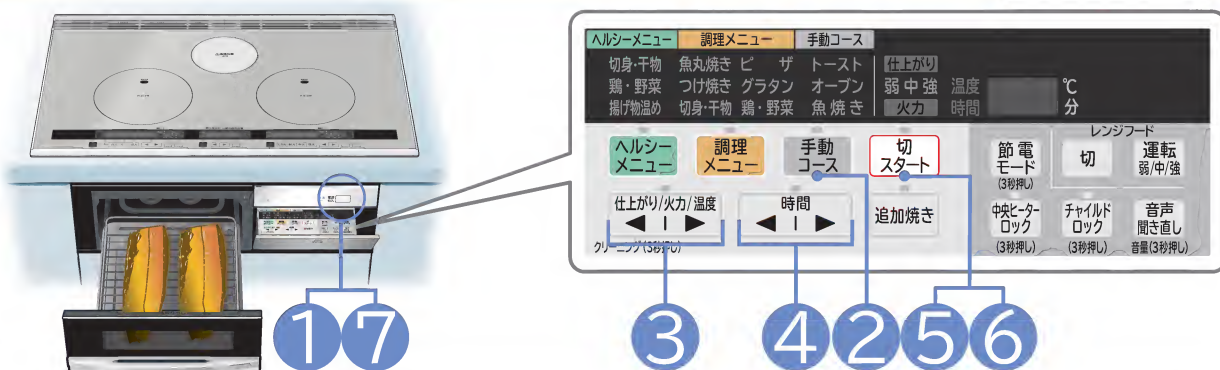 ヘルシーメニュー 調理メニュー 手動コース
切身・干物 魚丸焼き ピザ トースト 仕上がり
鶏・野菜 つけ焼き グラタン オーブン 弱 中 強 温度 ℃
揚げ物温め 切身・干物 鶏・野菜 魚焼き 火力 時間 分
レンジフード
ヘルシーメニュー
調理メニュー
手動コース
切
スタート
節電モード
(3秒押し)
切
運転
弱/中/強
仕上がり/火力/温度
時間
追加焼き
中央ヒーターロック
(3秒押し)
チャイルドロック
(3秒押し)
音声聞き直し
音量(3秒押し)
◀ I ▶
◀ I ▶
クリーニング(3秒押し)
1 7
3 4 2 5 6